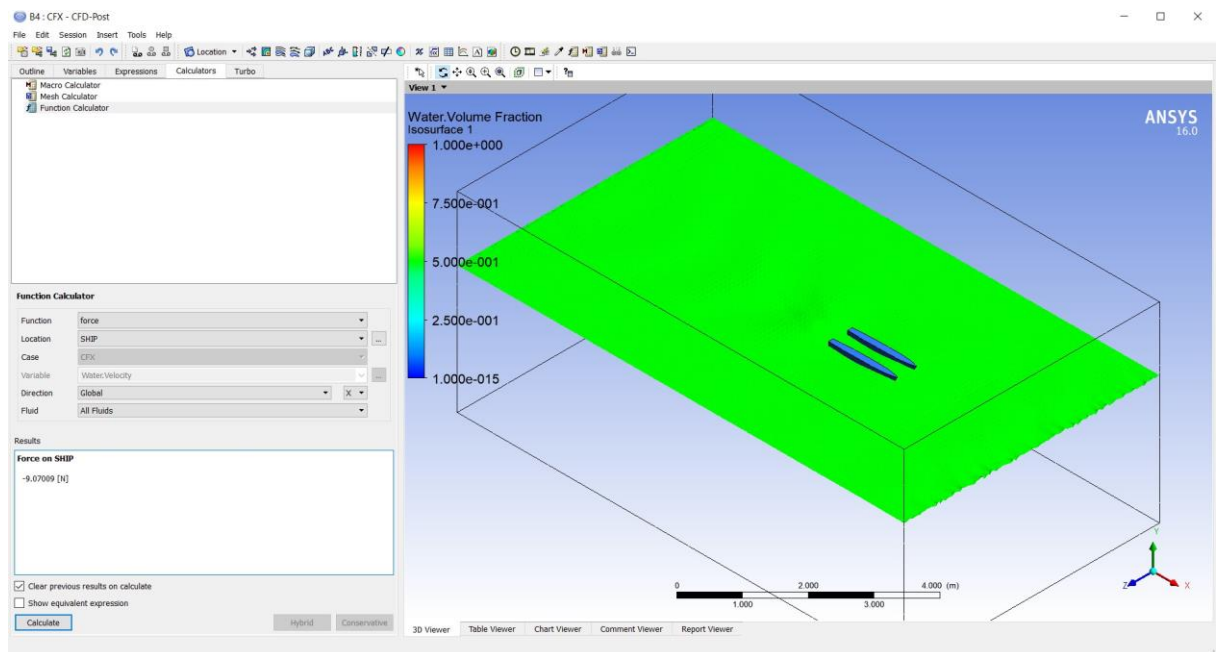 B4 : CFX - CFD-Post
File Edit Session Insert Tools Help
Location
Outline Variables Expressions Calculators Turbo
Macro Calculator
Mesh Calculator
Function Calculator
Function Calculator
Function force
Location SHIP
Case CFX
Variable Water.Velocity
Direction Global X
Fluid All Fluids
Results
Force on SHIP
-9.07009 [N]
Clear previous results on calculate
Show equivalent expression
Calculate Hybrid Conservative
View 1
Water.Volume Fraction
Isosurface 1
1.000e+000
7.500e-001
5.000e-001
2.500e-001
1.000e-015
ANSYS
16.0
0 2.000 4.000 (m)
1.000 3.000
Y
Z X
3D Viewer Table Viewer Chart Viewer Comment Viewer Report Viewer